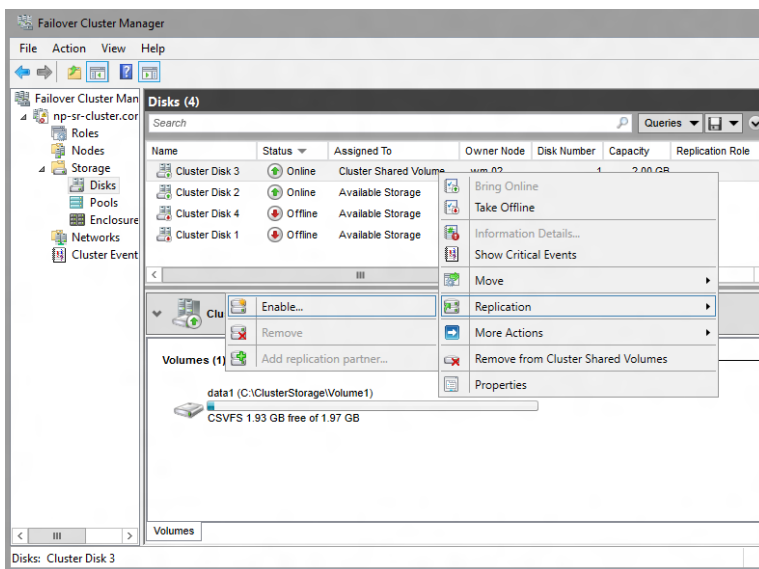 Failover Cluster Manager
File Action View Help
Failover Cluster Man
np-sr-cluster.cor
Roles
Nodes
Storage
Disks
Pools
Enclosure
Networks
Cluster Event
Disks (4)
Search
Queries
Name Status Assigned To Owner Node Disk Number Capacity Replication Role
Cluster Disk 3 Online Cluster Shared Volume 1 2.00 GB
Cluster Disk 2 Online Available Storage
Cluster Disk 4 Offline Available Storage
Cluster Disk 1 Offline Available Storage
Bring Online
Take Offline
Information Details...
Show Critical Events
Move
Replication
More Actions
Remove from Cluster Shared Volumes
Properties
Enable...
Remove
Add replication partner...
Clu
Volumes (1)
data1 (C:\ClusterStorage\Volume1)
CSVFS 1.93 GB free of 1.97 GB
Volumes
Disks: Cluster Disk 3